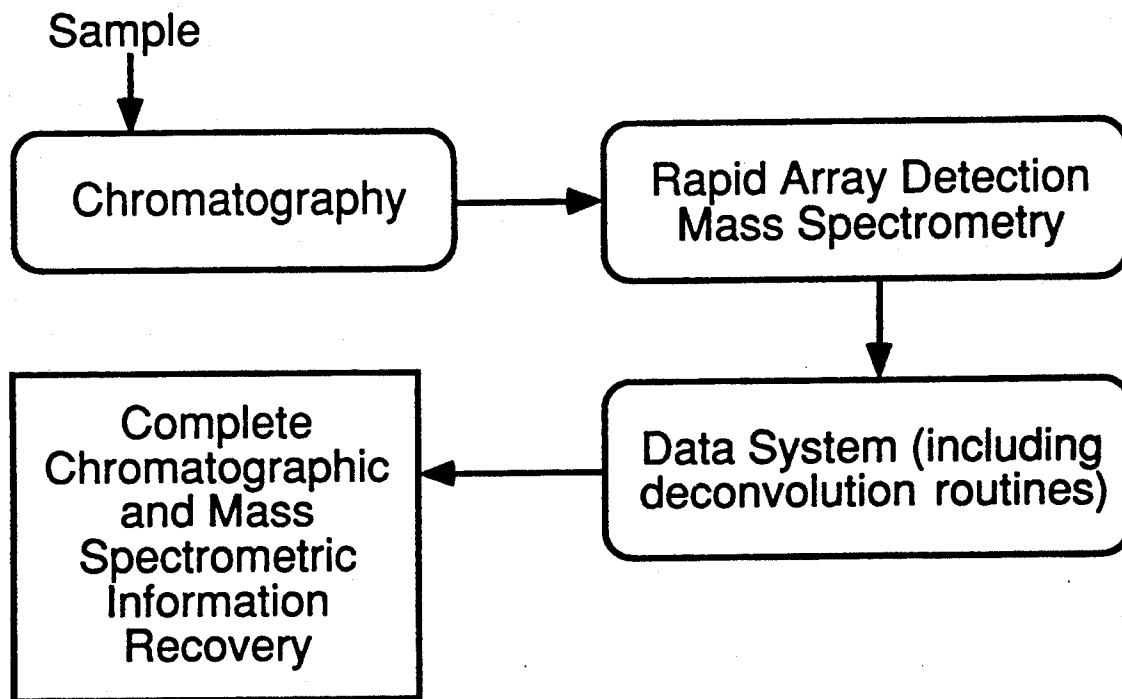 Sample
Chromatography
Rapid Array Detection
Mass Spectrometry
Data System (including
deconvolution routines)
Complete
Chromatographic
and Mass
Spectrometric
Information
Recovery